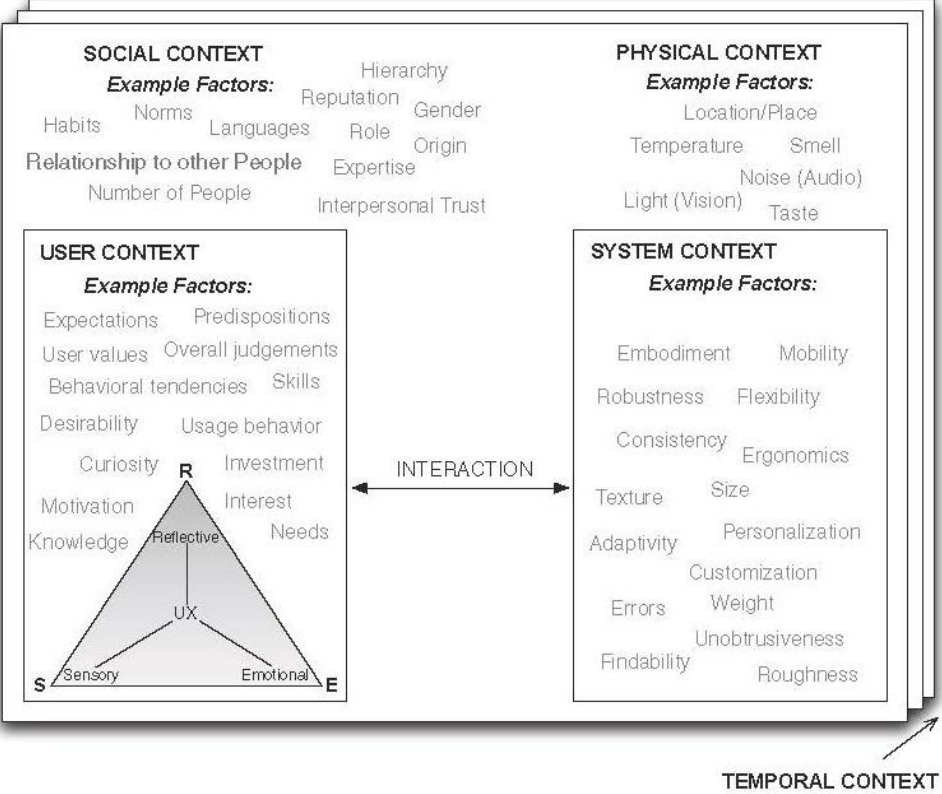 SOCIAL CONTEXT
Example Factors:
Hierarchy
Reputation
Norms
Gender
Habits
Languages
Role
Origin
Relationship to other People
Expertise
Number of People
Interpersonal Trust
PHYSICAL CONTEXT
Example Factors:
Location/Place
Temperature
Smell
Noise (Audio)
Light (Vision)
Taste
USER CONTEXT
Example Factors:
Expectations
Predispositions
User values
Overall judgements
Behavioral tendencies
Skills
Desirability
Usage behavior
Curiosity
R
Investment
Motivation
Interest
Knowledge
Reflective
Needs
UX
Sensory
Emotional
S
E
INTERACTION
SYSTEM CONTEXT
Example Factors:
Embodiment
Mobility
Robustness
Flexibility
Consistency
Ergonomics
Texture
Size
Adaptivity
Personalization
Customization
Errors
Weight
Unobtrusiveness
Findability
Roughness
TEMPORAL CONTEXT